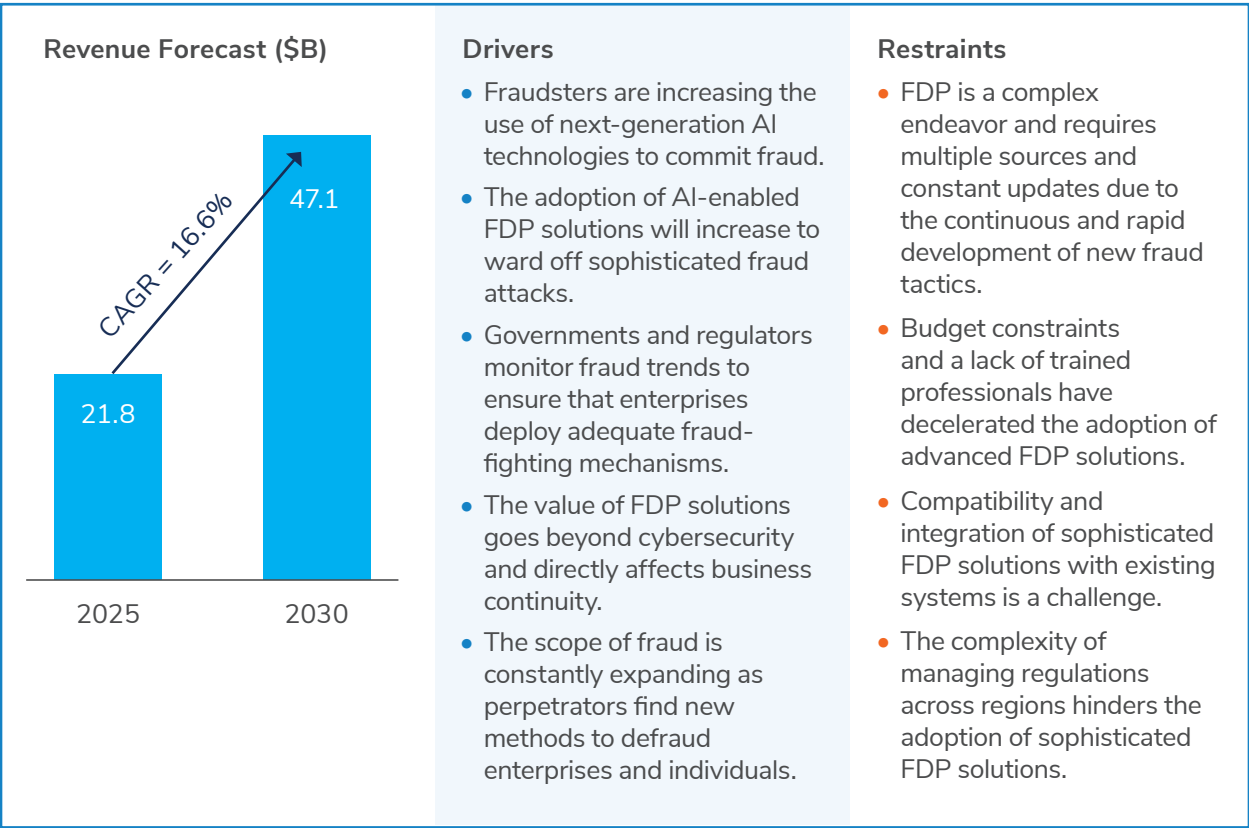 Revenue Forecast ($B)
CAGR = 16.6%
47.1
21.8
2025
2030
Drivers
• Fraudsters are increasing the
use of next-generation AI
technologies to commit fraud.
• The adoption of AI-enabled
FDP solutions will increase to
ward off sophisticated fraud
attacks.
• Governments and regulators
monitor fraud trends to
ensure that enterprises
deploy adequate fraud-
fighting mechanisms.
• The value of FDP solutions
goes beyond cybersecurity
and directly affects business
continuity.
• The scope of fraud is
constantly expanding as
perpetrators find new
methods to defraud
enterprises and individuals.
Restraints
• FDP is a complex
endeavor and requires
multiple sources and
constant updates due to
the continuous and rapid
development of new fraud
tactics.
• Budget constraints
and a lack of trained
professionals have
decelerated the adoption of
advanced FDP solutions.
• Compatibility and
integration of sophisticated
FDP solutions with existing
systems is a challenge.
• The complexity of
managing regulations
across regions hinders the
adoption of sophisticated
FDP solutions.